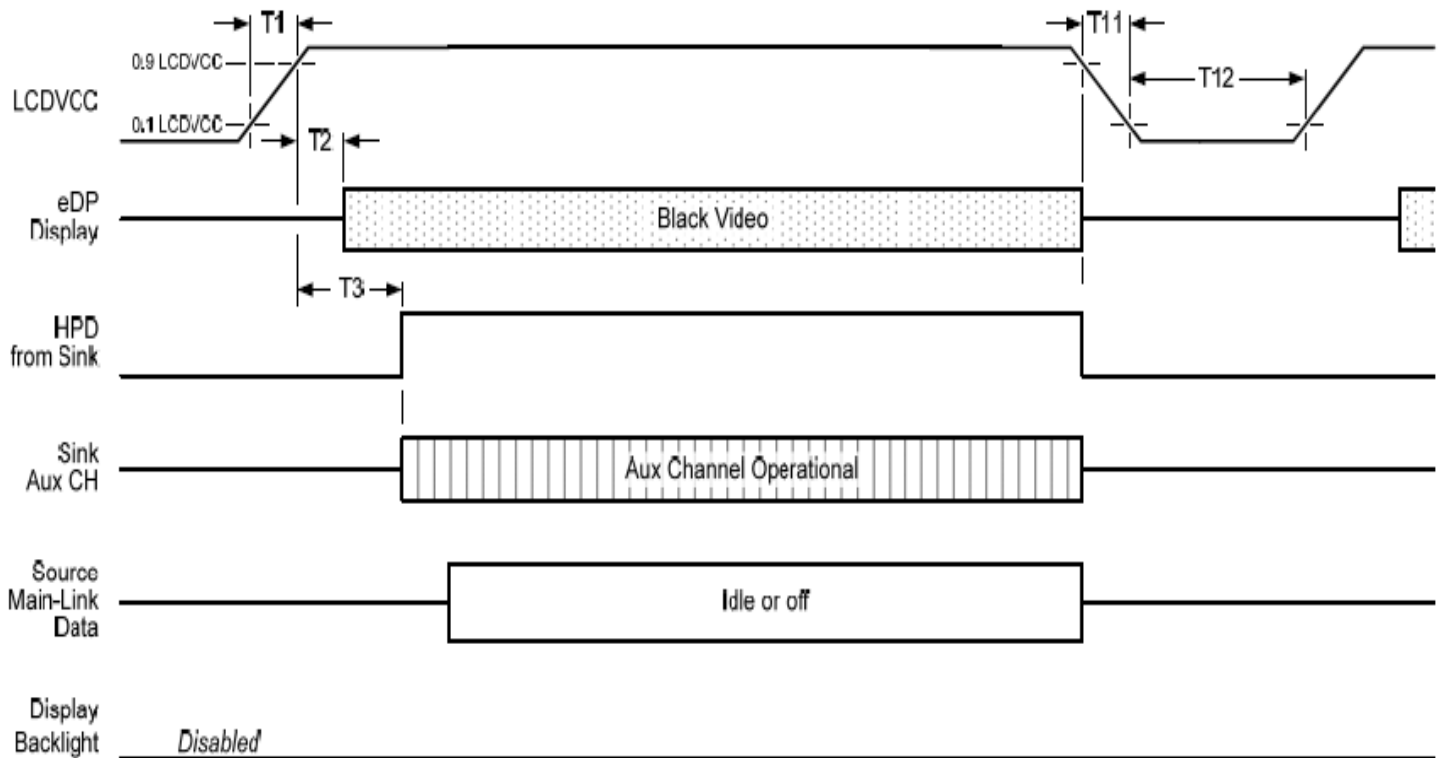 T1
T11
0.9 LCDVCC
LCDVCC
T12
0.1 LCDVCC
T2
eDP
Display
Black Video
T3
HPD
from Sink
Sink
Aux CH
Aux Channel Operational
Source
Main-Link
Data
Idle or off
Display
Backlight
Disabled